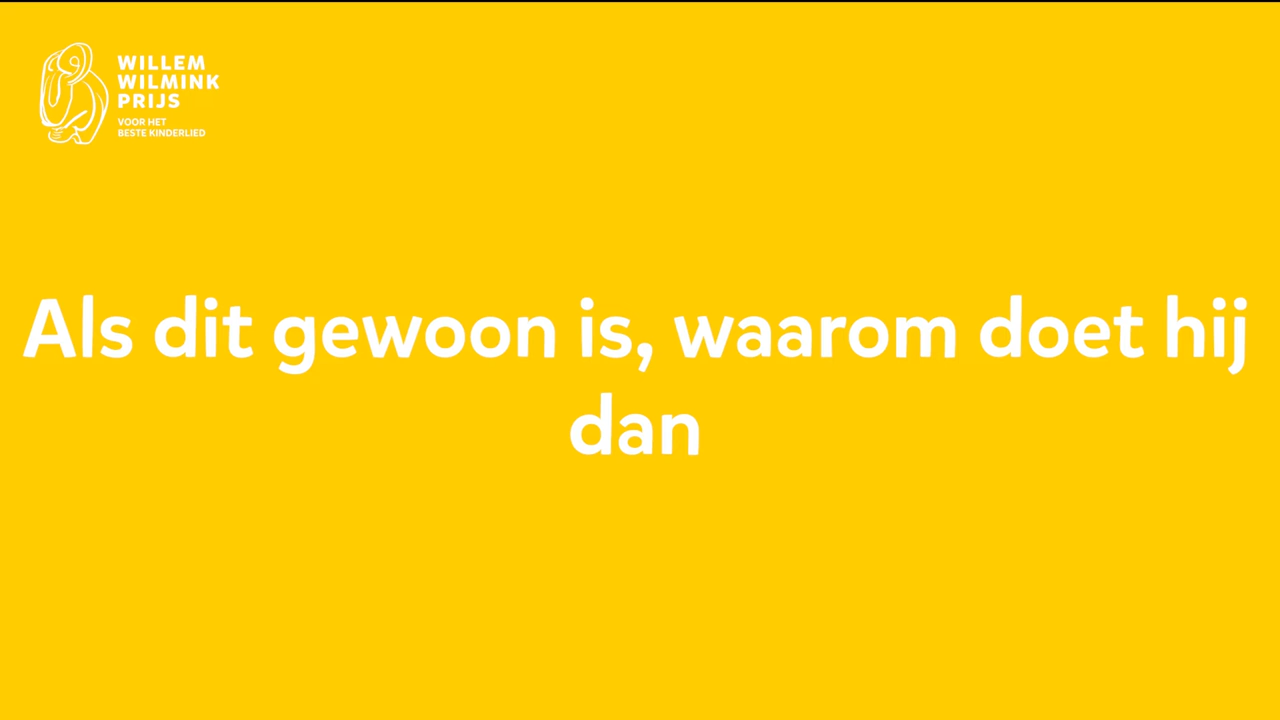 WILLEM
WILMINK
PRIJS
VOOR HET
BESTE KINDERLIED
Als dit gewoon is, waarom doet hij
dan